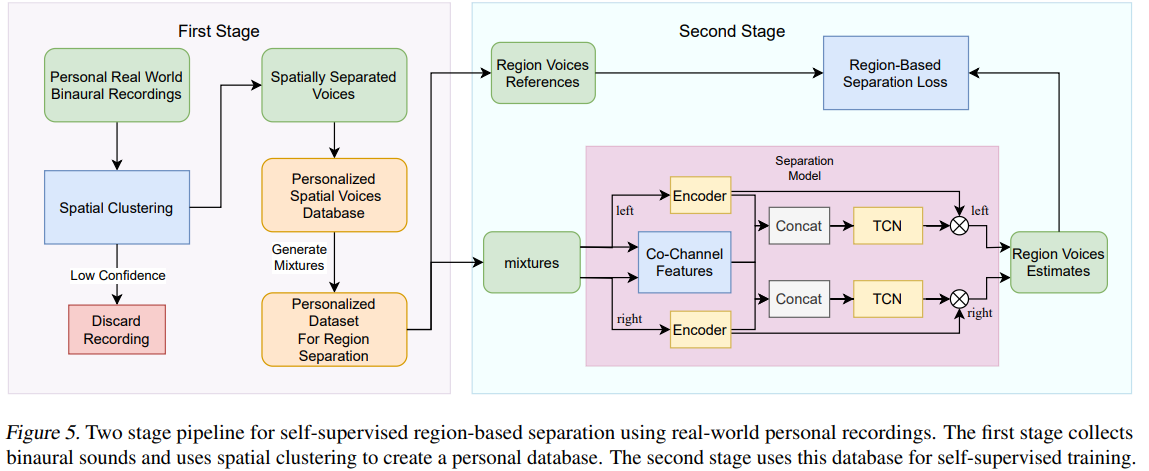 First Stage
Personal Real World
Binaural Recordings
Spatial Clustering
Low Confidence
Discard
Recording
Spatially Separated
Voices
Personalized
Spatial Voices
Database
Generate
Mixtures
Personalized
Dataset
For Region
Separation
Second Stage
Region Voices
References
Region-Based
Separation Loss
Separation
Model
mixtures
left
Encoder
Co-Channel
Features
right
Encoder
Concat
TCN
left
Concat
TCN
right
Region Voices
Estimates
Figure 5. Two stage pipeline for self-supervised region-based separation using real-world personal recordings. The first stage collects
binaural sounds and uses spatial clustering to create a personal database. The second stage uses this database for self-supervised training.